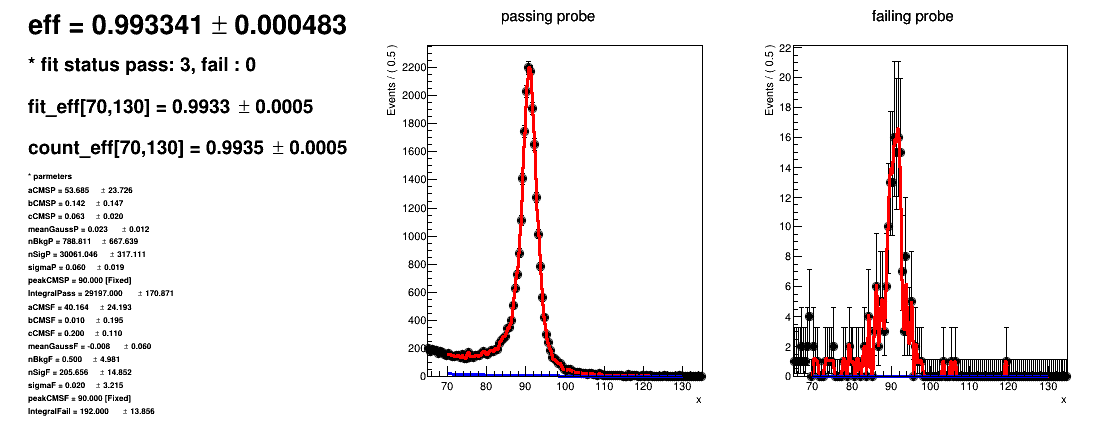 eff = 0.993341 ± 0.000483
* fit status pass: 3, fail : 0
fit_eff[70,130] = 0.9933 ± 0.0005
count_eff[70,130] = 0.9935 ± 0.0005
* parmeters
aCMSP = 53.685 ± 23.726
bCMSP = 0.142 ± 0.147
cCMSP = 0.063 ± 0.020
meanGaussP = 0.023 ± 0.012
nBkgP = 788.811 ± 667.639
nSigP = 30061.046 ± 317.111
sigmaP = 0.060 ± 0.019
peakCMSP = 90.000 [Fixed]
IntegralPass = 29197.000 ± 170.871
aCMSF = 40.164 ± 24.193
bCMSF = 0.010 ± 0.195
cCMSF = 0.200 ± 0.110
meanGaussF = -0.008 ± 0.060
nBkgF = 0.500 ± 4.981
nSigF = 205.656 ± 14.852
sigmaF = 0.020 ± 3.215
peakCMSF = 90.000 [Fixed]
IntegralFail = 192.000 ± 13.856
passing probe
Events / ( 0.5 )
2200
2000
1800
1600
1400
1200
1000
800
600
400
200
0
70 80 90 100 110 120 130
x
failing probe
Events / ( 0.5 )
22
20
18
16
14
12
10
8
6
4
2
0
70 80 90 100 110 120 130
x